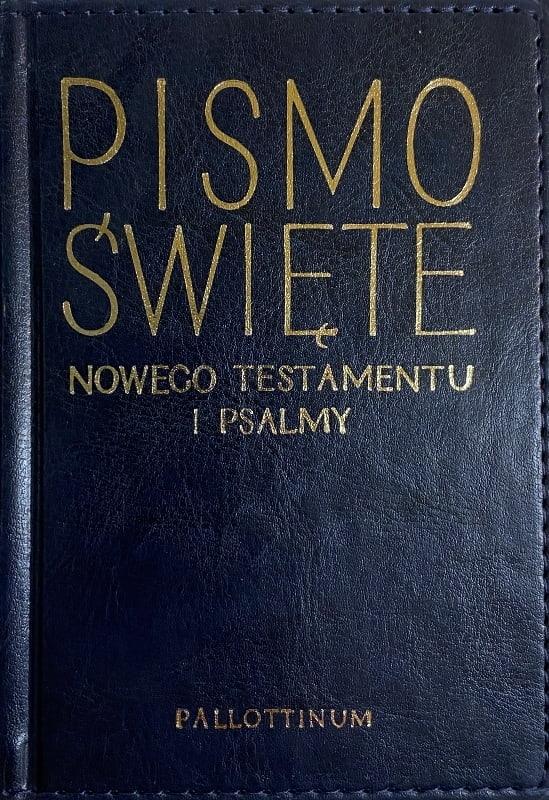 PISMO
ŚWIĘTE
NOWEGO TESTAMENTU
I PSALMY
PALLOTTINUM